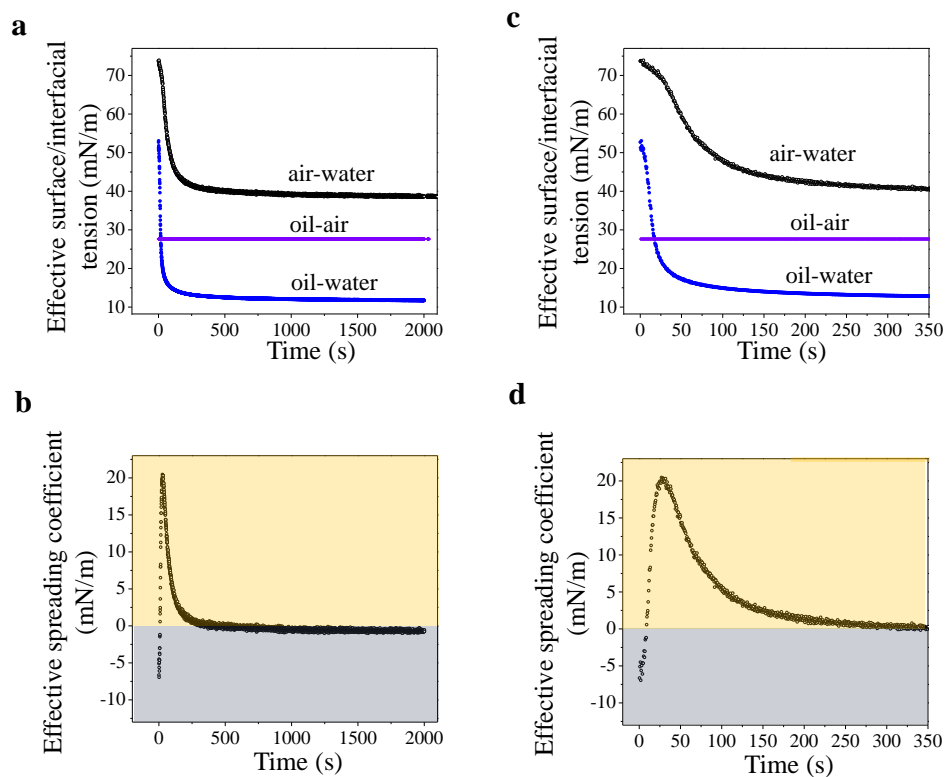 a
Effective surface/interfacial
tension (mN/m)
70
60
50
40
30
20
10
air-water
oil-air
oil-water
0
500
1000
1500
2000
Time (s)
c
Effective surface/interfacial
tension (mN/m)
70
60
50
40
30
20
10
air-water
oil-air
oil-water
0
50
100
150
200
250
300
350
Time (s)
b
Effective spreading coefficient
(mN/m)
20
15
10
5
0
-5
-10
0
500
1000
1500
2000
Time (s)
d
Effective spreading coefficient
(mN/m)
20
15
10
5
0
-5
-10
0
50
100
150
200
250
300
350
Time (s)